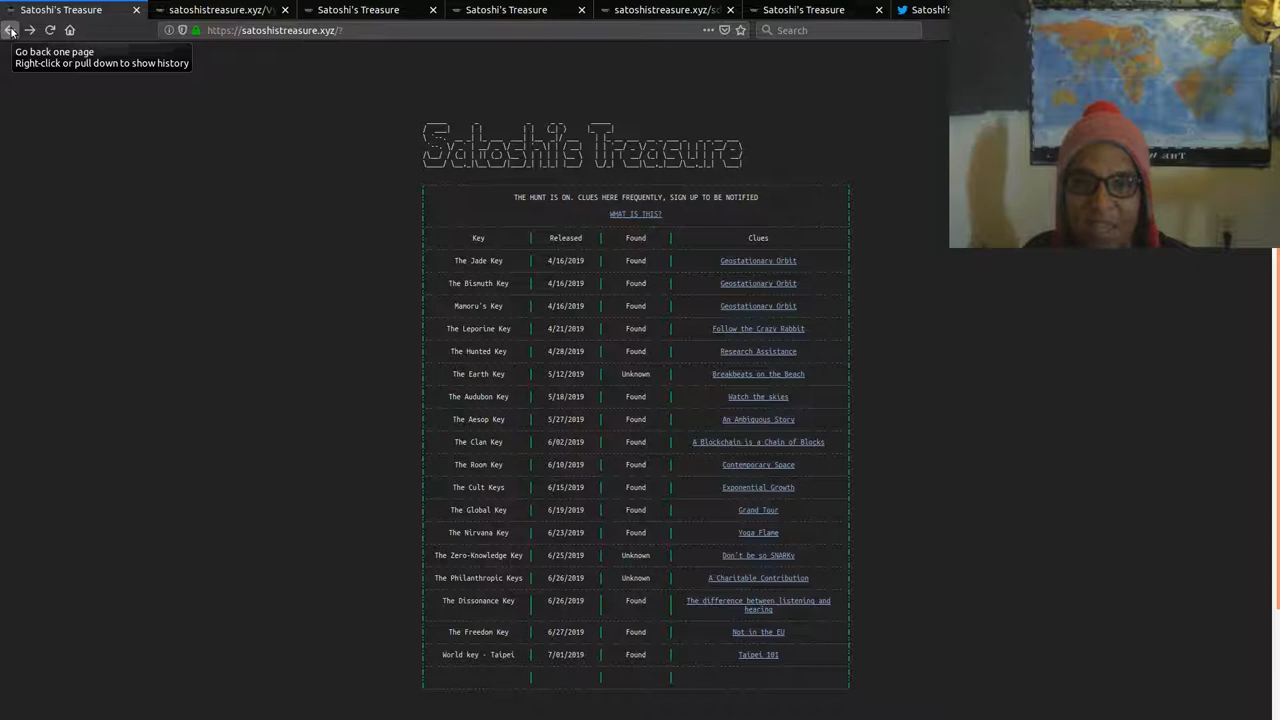 Satoshi's Treasure
satoshistreasure.xyz/
Satoshi's Treasure
Satoshi's Treasure
satoshistreasure.xyz/
Satoshi's Treasure
Satoshi's
https://satoshistreasure.xyz/?
Search
Go back one page
Right-click or pull down to show history
Satoshi's Treasure
THE HUNT IS ON. CLUES HERE FREQUENTLY, SIGN UP TO BE NOTIFIED
WHAT IS THIS?
Key | Released | Found | Clues
The Jade Key | 4/16/2019 | Found | Geostationary Orbit
The Bismuth Key | 4/16/2019 | Found | Geostationary Orbit
Mamoru's Key | 4/16/2019 | Found | Geostationary Orbit
The Leporine Key | 4/21/2019 | Found | Follow the Crazy Rabbit
The Hunted Key | 4/28/2019 | Found | Research Assistance
The Earth Key | 5/12/2019 | Unknown | Breakbeats on the Beach
The Audubon Key | 5/18/2019 | Found | Watch the skies
The Aesop Key | 5/27/2019 | Found | An Ambiguous Story
The Clan Key | 6/02/2019 | Found | A Blockchain is a Chain of Blocks
The Room Key | 6/10/2019 | Found | Contemporary Space
The Cult Keys | 6/15/2019 | Found | Exponential Growth
The Global Key | 6/19/2019 | Found | Grand Tour
The Nirvana Key | 6/23/2019 | Found | Yoga Flame
The Zero-Knowledge Key | 6/25/2019 | Unknown | Don't be so SNARKy
The Philanthropic Keys | 6/26/2019 | Unknown | A Charitable Contribution
The Dissonance Key | 6/26/2019 | Found | The difference between listening and
hearing
The Freedom Key | 6/27/2019 | Found | Not in the EU
World key - Taipei | 7/01/2019 | Found | Taipei 101